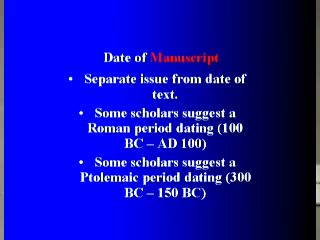 Date of Manuscript
• Separate issue from date of
text.
• Some scholars suggest a
Roman period dating (100
BC – AD 100)
• Some scholars suggest a
Ptolemaic period dating (300
BC – 150 BC)